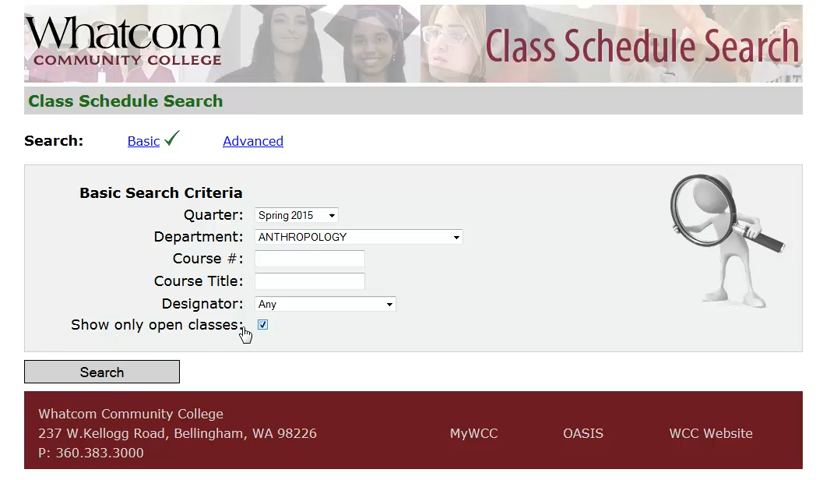 Whatcom
COMMUNITY COLLEGE
Class Schedule Search
Class Schedule Search
Search: Basic Advanced
Basic Search Criteria
Quarter: Spring 2015
Department: ANTHROPOLOGY
Course #:
Course Title:
Designator: Any
Show only open classes:
Search
Whatcom Community College
237 W.Kellogg Road, Bellingham, WA 98226 MyWCC OASIS WCC Website
P: 360.383.3000